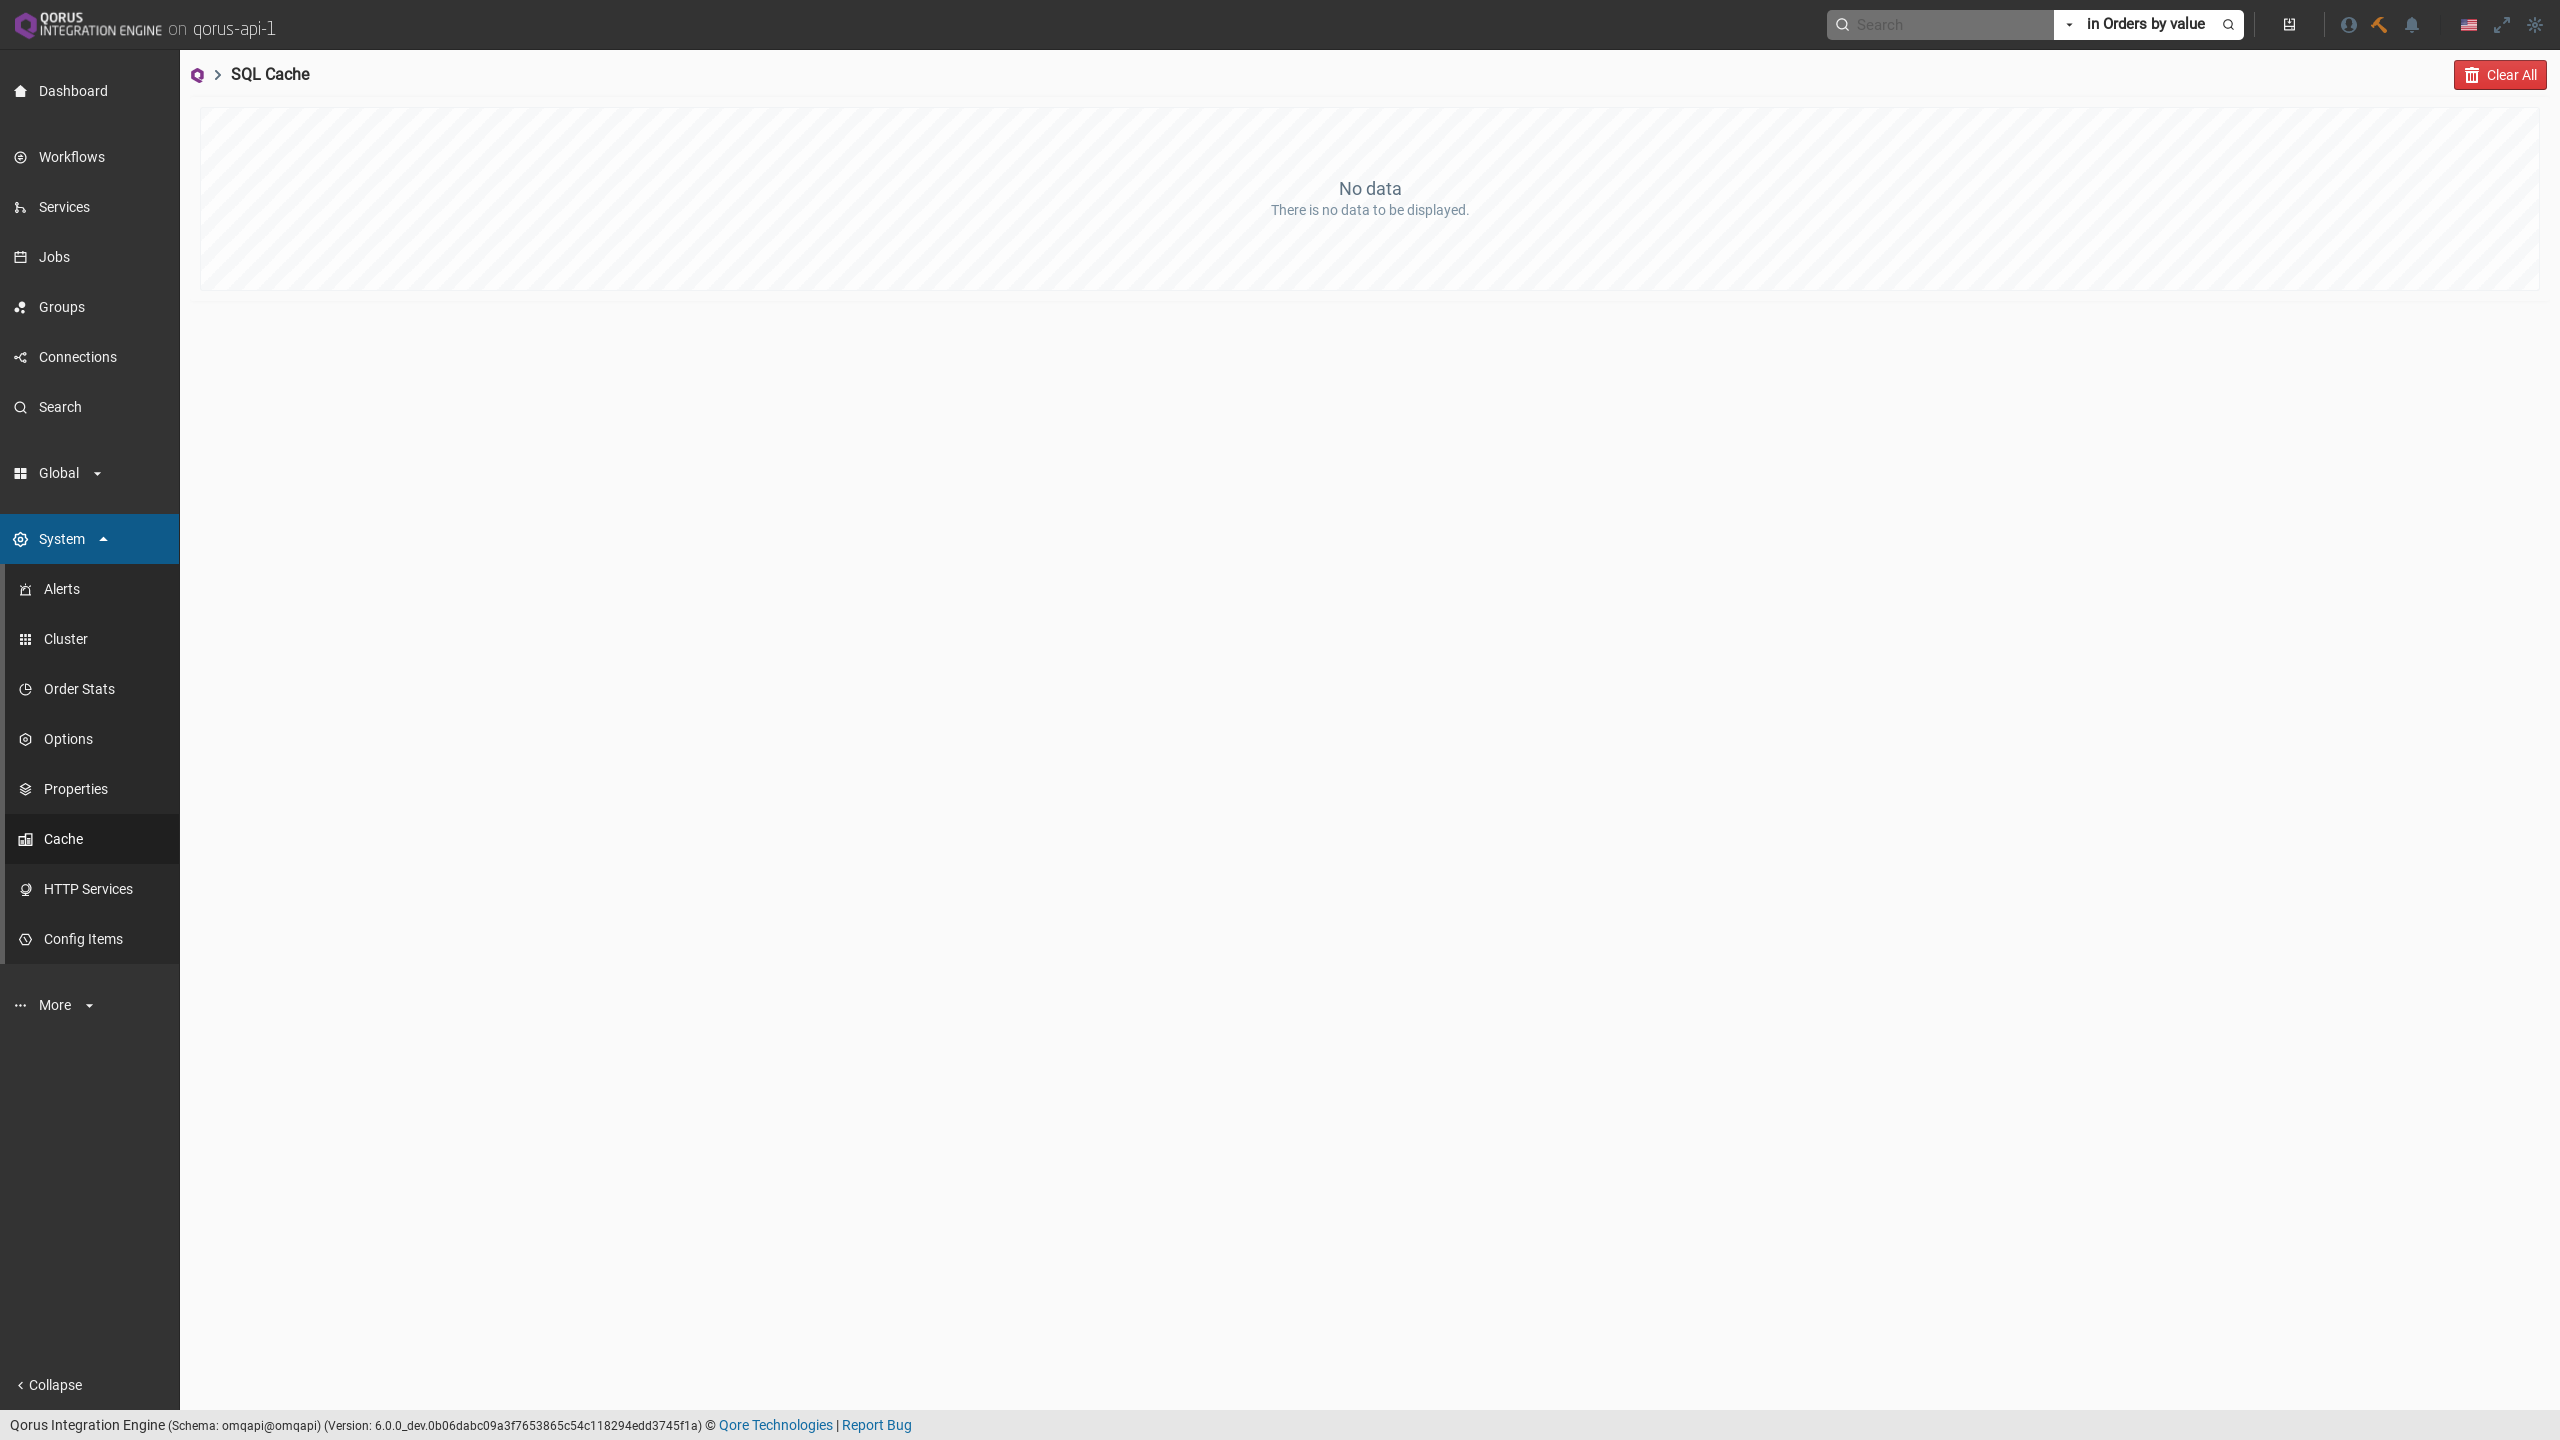 QORUS
INTEGRATION ENGINE on qorus-api-1
Search
in Orders by value
Dashboard
Workflows
Services
Jobs
Groups
Connections
Search
Global
System
Alerts
Cluster
Order Stats
Options
Properties
Cache
HTTP Services
Config Items
More
Collapse
SQL Cache
Clear All
No data
There is no data to be displayed.
Qorus Integration Engine (Schema: omqapi@omqapi) (Version: 6.0.0_dev.0b06dabc09a3f7653865c54c118294edd3745f1a) © Qore Technologies | Report Bug